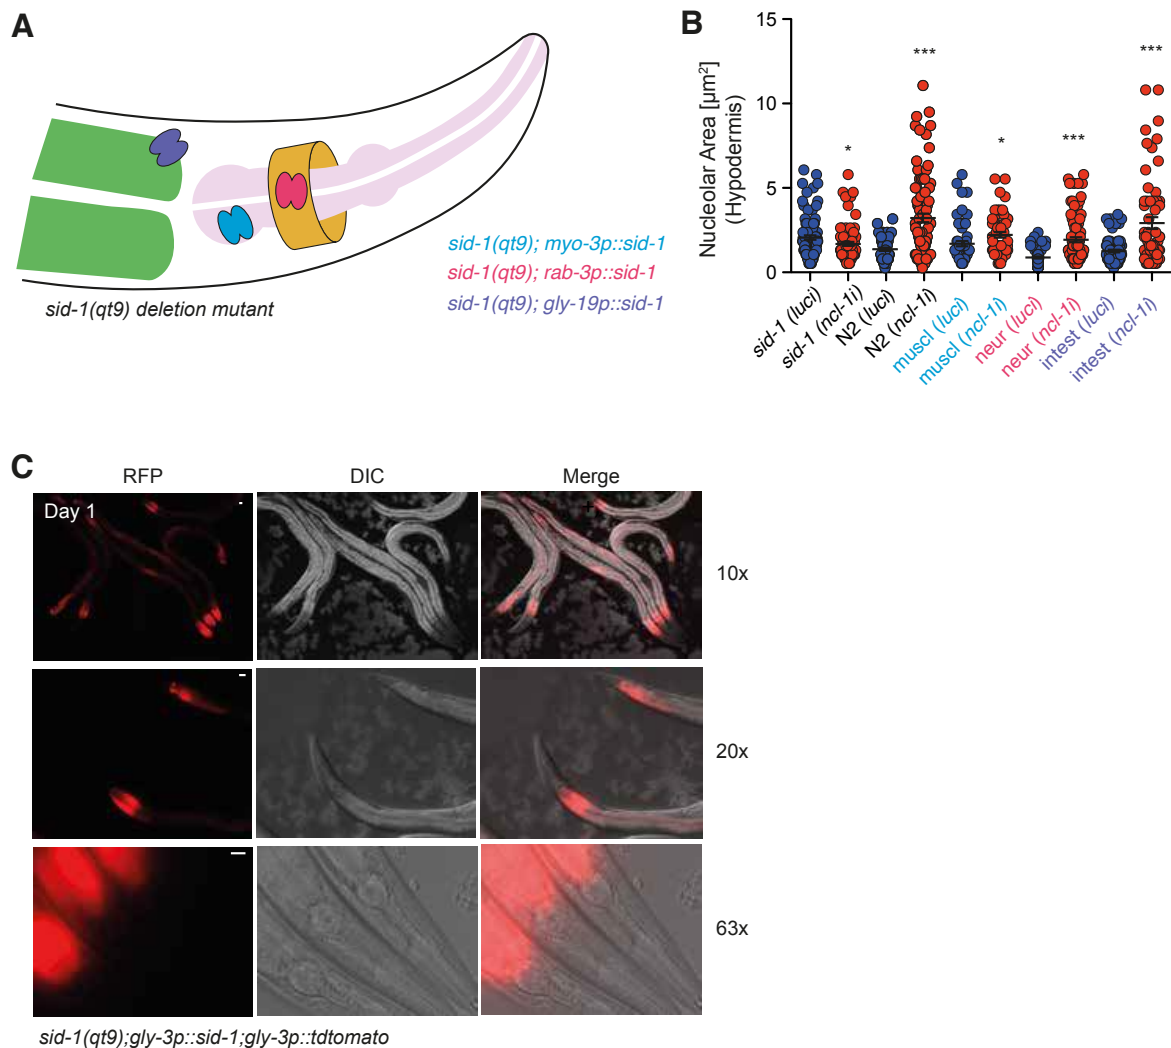 A
sid-1(qt9); myo-3p::sid-1
sid-1(qt9); rab-3p::sid-1
sid-1(qt9); gly-19p::sid-1
sid-1(qt9) deletion mutant
B
Nucleolar Area [µm²]
(Hypodermis)
15
10
5
0
*
***
*
***
***
sid-1 (luci)
sid-1 (ncl-1i)
N2 (luci)
N2 (ncl-1i)
muscl (luci)
muscl (ncl-1i)
neur (luci)
neur (ncl-1i)
intest (luci)
intest (ncl-1i)
C
RFP DIC Merge
Day 1
10x
20x
63x
sid-1(qt9);gly-3p::sid-1;gly-3p::tdtomato